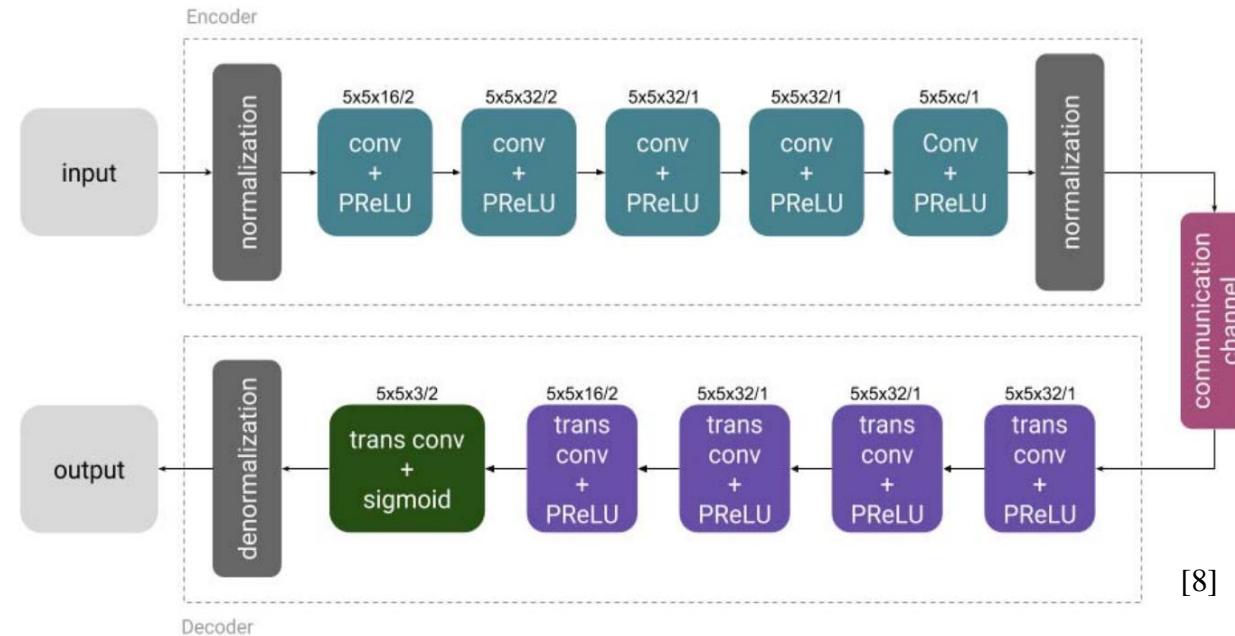 Encoder
input
normalization
5x5x16/2
conv
+
PReLU
5x5x32/2
conv
+
PReLU
5x5x32/1
conv
+
PReLU
5x5x32/1
conv
+
PReLU
5x5xc/1
Conv
+
PReLU
normalization
communication
channel
5x5x32/1
trans
conv
+
PReLU
5x5x32/1
trans
conv
+
PReLU
5x5x32/1
trans
conv
+
PReLU
5x5x16/2
trans
conv
+
PReLU
5x5x3/2
trans conv
+
sigmoid
denormalization
output
Decoder
[8]